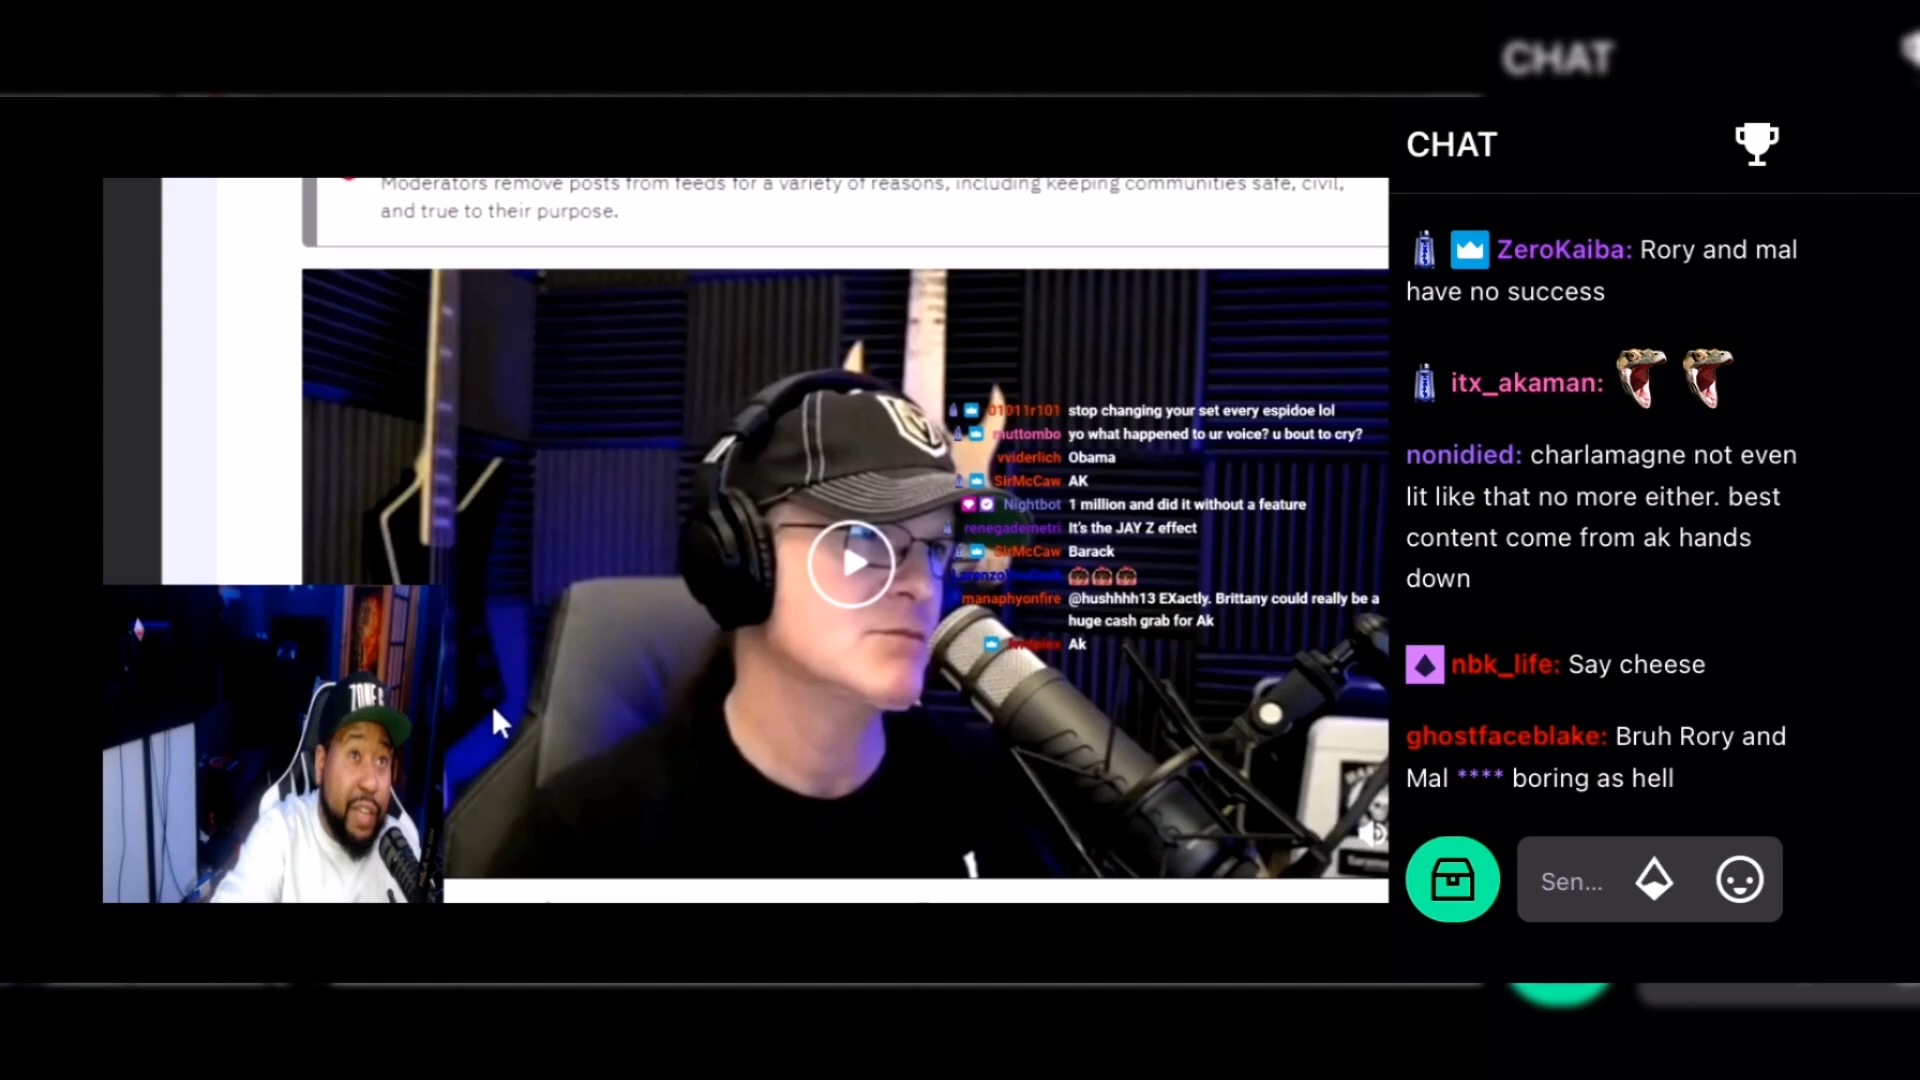 CHAT
CHAT
Moderators remove posts from feeds for a variety of reasons, including keeping communities safe, civil,
and true to their purpose.
01011r101 stop changing your set every espidoe lol
muttombo yo what happened to ur voice? u bout to cry?
vviderlich Obama
SirMcCaw AK
Nightbot 1 million and did it without a feature
renegademetri It's the JAY Z effect
SirMcCaw Barack
manaphyonfire @hushhhh13 EXactly. Brittany could really be a
huge cash grab for Ak
Ak
ZeroKaiba: Rory and mal
have no success
itx_akaman:
nonidied: charlamagne not even
lit like that no more either. best
content come from ak hands
down
nbk_life: Say cheese
ghostfaceblake: Bruh Rory and
Mal **** boring as hell
Sen...